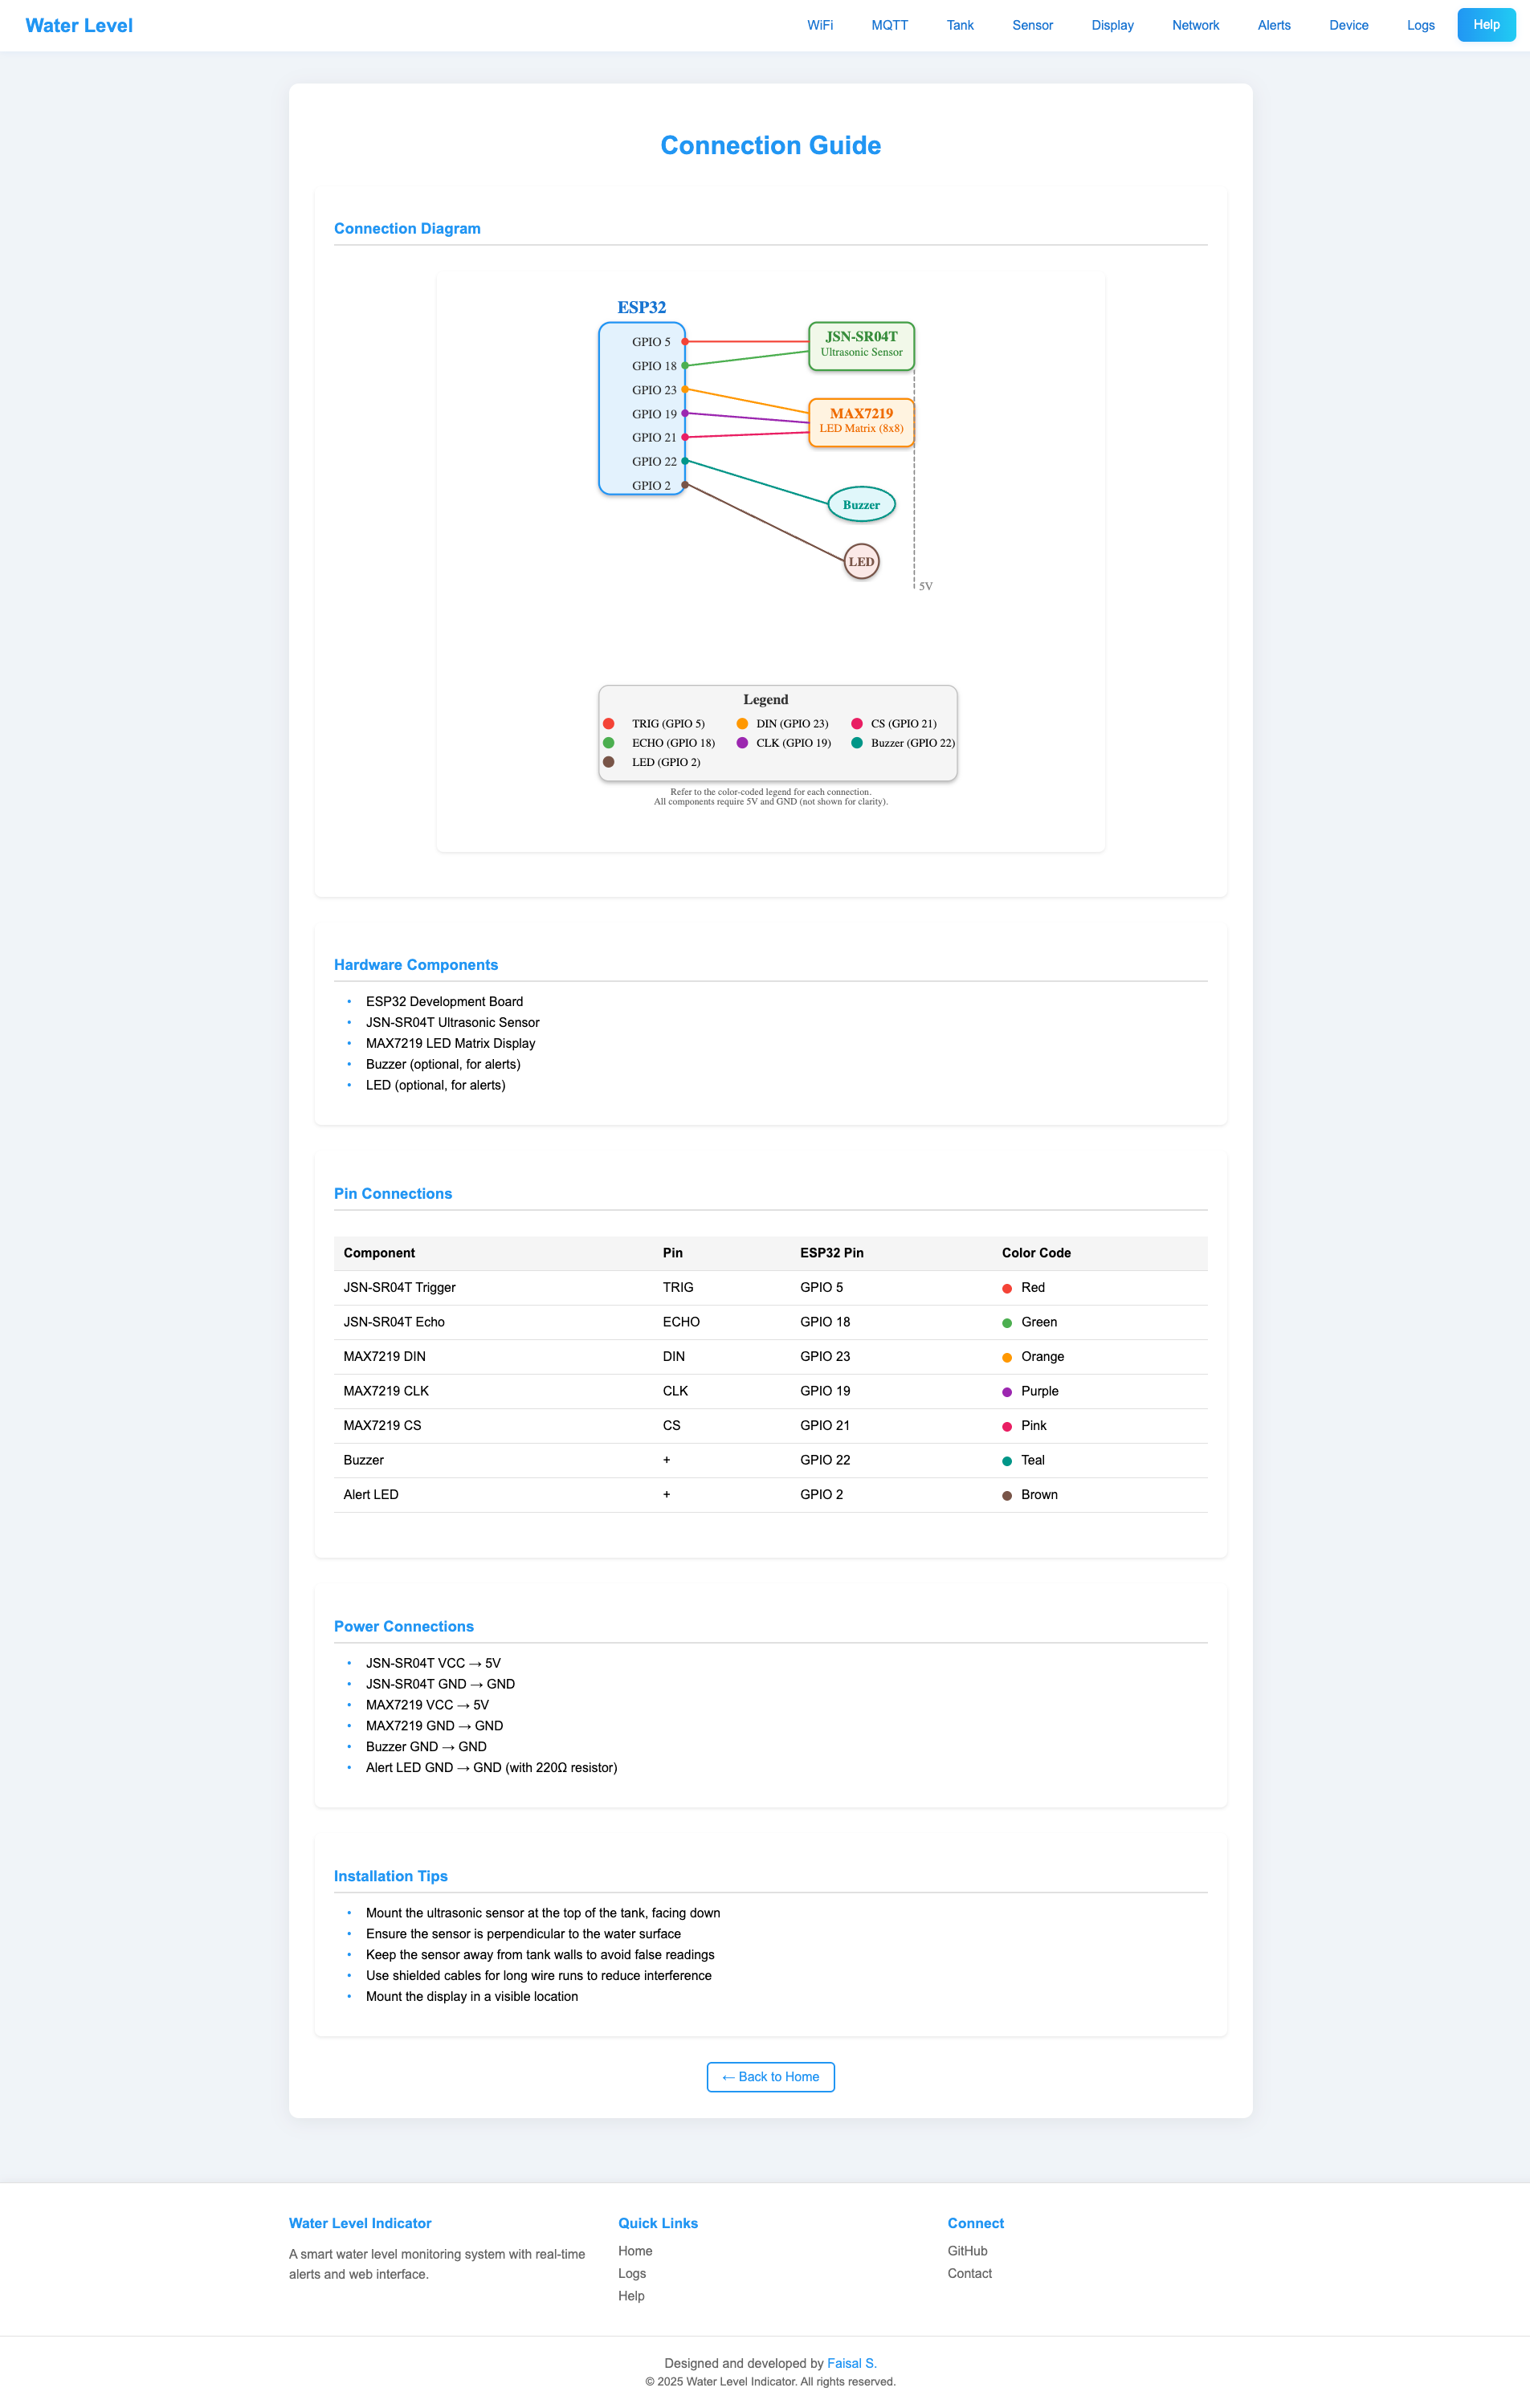 Water Level
WiFi MQTT Tank Sensor Display Network Alerts Device Logs Help
Connection Guide
Connection Diagram
ESP32
GPIO 5
GPIO 18
GPIO 23
GPIO 19
GPIO 21
GPIO 22
GPIO 2
JSN-SR04T
Ultrasonic Sensor
MAX7219
LED Matrix (8x8)
Buzzer
LED
5V
Legend
TRIG (GPIO 5) DIN (GPIO 23) CS (GPIO 21)
ECHO (GPIO 18) CLK (GPIO 19) Buzzer (GPIO 22)
LED (GPIO 2)
Refer to the color-coded legend for each connection.
All components require 5V and GND (not shown for clarity).
Hardware Components
• ESP32 Development Board
• JSN-SR04T Ultrasonic Sensor
• MAX7219 LED Matrix Display
• Buzzer (optional, for alerts)
• LED (optional, for alerts)
Pin Connections
Component Pin ESP32 Pin Color Code
JSN-SR04T Trigger TRIG GPIO 5 Red
JSN-SR04T Echo ECHO GPIO 18 Green
MAX7219 DIN DIN GPIO 23 Orange
MAX7219 CLK CLK GPIO 19 Purple
MAX7219 CS CS GPIO 21 Pink
Buzzer + GPIO 22 Teal
Alert LED + GPIO 2 Brown
Power Connections
• JSN-SR04T VCC → 5V
• JSN-SR04T GND → GND
• MAX7219 VCC → 5V
• MAX7219 GND → GND
• Buzzer GND → GND
• Alert LED GND → GND (with 220Ω resistor)
Installation Tips
• Mount the ultrasonic sensor at the top of the tank, facing down
• Ensure the sensor is perpendicular to the water surface
• Keep the sensor away from tank walls to avoid false readings
• Use shielded cables for long wire runs to reduce interference
• Mount the display in a visible location
← Back to Home
Water Level Indicator
A smart water level monitoring system with real-time
alerts and web interface.
Quick Links
Home
Logs
Help
Connect
GitHub
Contact
Designed and developed by Faisal S.
© 2025 Water Level Indicator. All rights reserved.